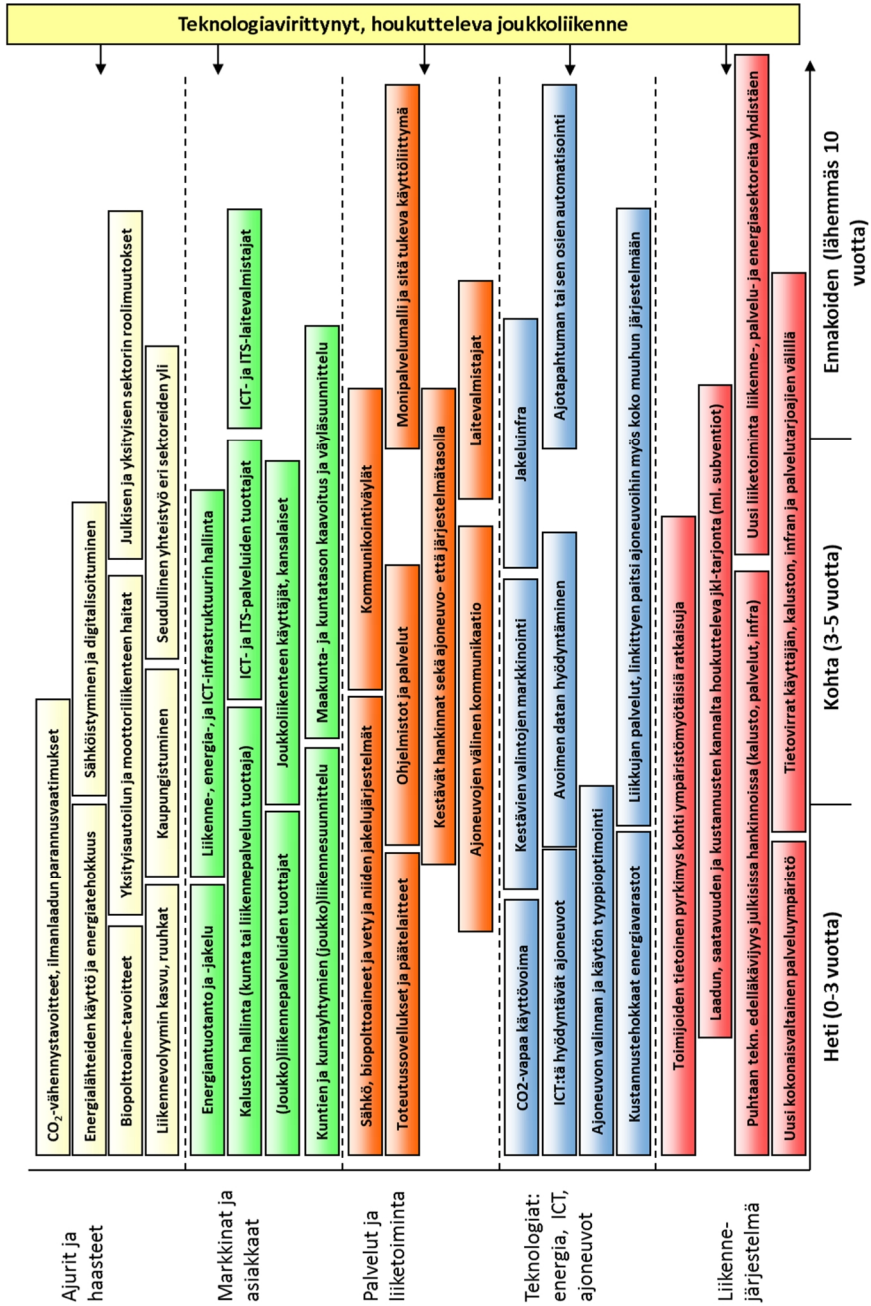 Teknologiavirittynyt, houkutteleva joukkoliikenne
Ajurit ja
haasteet
CO₂-vähennystavoitteet, ilmanlaadun parannusvaatimukset
Energialähteiden käyttö ja energiatehokkuus
Sähköistyminen ja digitalisoituminen
Biopolttoaine-tavoitteet
Yksityisautoilun ja moottoriliikenteen haitat
Julkisen ja yksityisen sektorin roolimuutokset
Liikennevolyymin kasvu, ruuhkat
Kaupungistuminen
Seudullinen yhteistyö eri sektoreiden yli
Markkinat ja
asiakkaat
Energiantuotanto ja -jakelu
Liikenne-, energia-, ja ICT-infrastruktuurin hallinta
Kaluston hallinta (kunta tai liikennepalvelun tuottaja)
ICT- ja ITS-palveluiden tuottajat
ICT- ja ITS-laitevalmistajat
(Joukko)liikennepalveluiden tuottajat
Joukkoliikenteen käyttäjät, kansalaiset
Kuntien ja kuntayhtymien (joukko)liikennesuunnittelu
Maakunta- ja kuntatason kaavoitus ja väyläsuunnittelu
Palvelut ja
liiketoiminta
Sähkö, biopolttoaineet ja vety ja niiden jakelujärjestelmät
Kommunikointiväylät
Toteutussovellukset ja päätelaitteet
Ohjelmistot ja palvelut
Monipalvelumalli ja sitä tukeva käyttöliittymä
Kestävät hankinnat sekä ajoneuvo- että järjestelmätasolla
Ajoneuvojen välinen kommunikaatio
Laitevalmistajat
Teknologiat:
energia, ICT,
ajoneuvot
CO2-vapaa käyttövoima
Kestävien valintojen markkinointi
Jakeluinfra
ICT:tä hyödyntävät ajoneuvot
Avoimen datan hyödyntäminen
Ajotapahtuman tai sen osien automatisointi
Ajoneuvon valinnan ja käytön tyyppioptimointi
Kustannustehokkaat energiavarastot
Liikkujan palvelut, linkittyen paitsi ajoneuvoihin myös koko muuhun järjestelmään
Liikenne-
järjestelmä
Toimijoiden tietoinen pyrkimys kohti ympäristömyötäisiä ratkaisuja
Laadun, saatavuuden ja kustannusten kannalta houkutteleva jkl-tarjonta (ml. subventiot)
Puhtaan tekn. edelläkävijyys julkisissa hankinnoissa (kalusto, palvelut, infra)
Uusi liiketoiminta liikenne-, palvelu- ja energiasektoreita yhdistäen
Uusi kokonaisvaltainen palveluympäristö
Tietovirrat käyttäjän, kaluston, infran ja palvelutarjoajien välillä
Heti (0-3 vuotta)
Kohta (3-5 vuotta)
Ennakoiden (lähemmäs 10
vuotta)